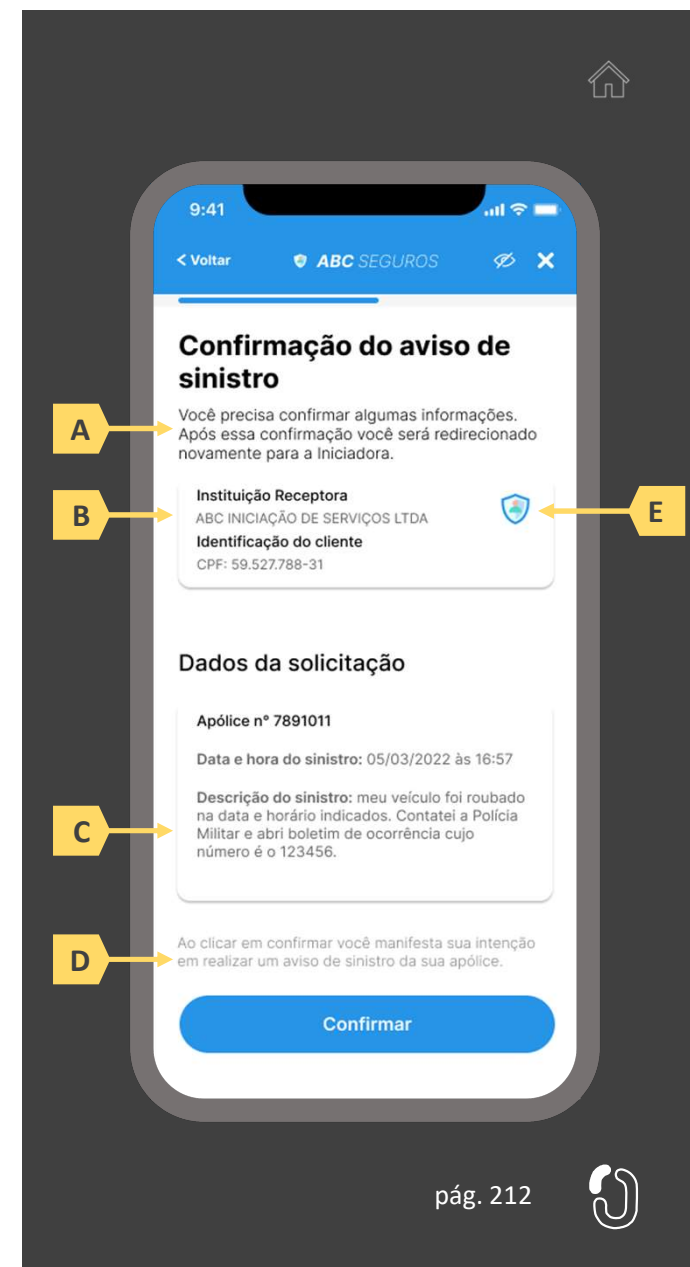 9:41
< Voltar
ABC SEGUROS
Confirmação do aviso de
sinistro
A
Você precisa confirmar algumas informações.
Após essa confirmação você será redirecionado
novamente para a Iniciadora.
B
Instituição Receptora
ABC INICIAÇÃO DE SERVIÇOS LTDA
Identificação do cliente
CPF: 59.527.788-31
E
Dados da solicitação
Apólice nº 7891011
Data e hora do sinistro: 05/03/2022 às 16:57
C
Descrição do sinistro: meu veículo foi roubado
na data e horário indicados. Contatei a Polícia
Militar e abri boletim de ocorrência cujo
número é o 123456.
D
Ao clicar em confirmar você manifesta sua intenção
em realizar um aviso de sinistro da sua apólice.
Confirmar
pág. 212